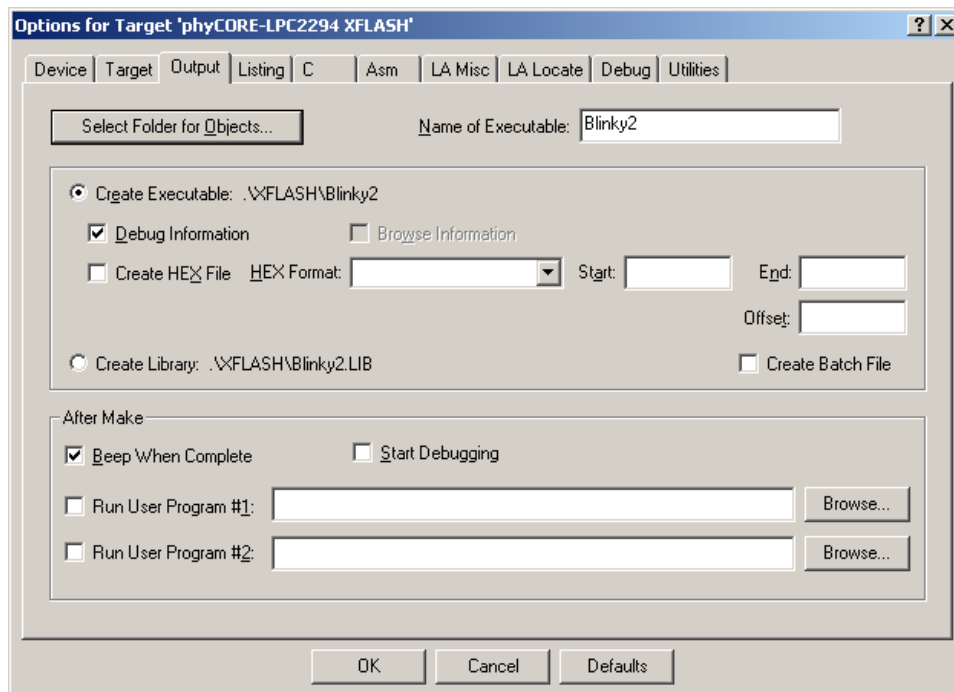 Options for Target 'phyCORE-LPC2294 XFLASH'
Device Target Output Listing C Asm LA Misc LA Locate Debug Utilities
Select Folder for Objects... Name of Executable: Blinky2
Create Executable: .\XFLASH\Blinky2
Debug Information Browse Information
Create HEX File HEX Format: Start: End:
Offset:
Create Library: .\XFLASH\Blinky2.LIB Create Batch File
After Make
Beep When Complete Start Debugging
Run User Program #1: Browse...
Run User Program #2: Browse...
OK Cancel Defaults